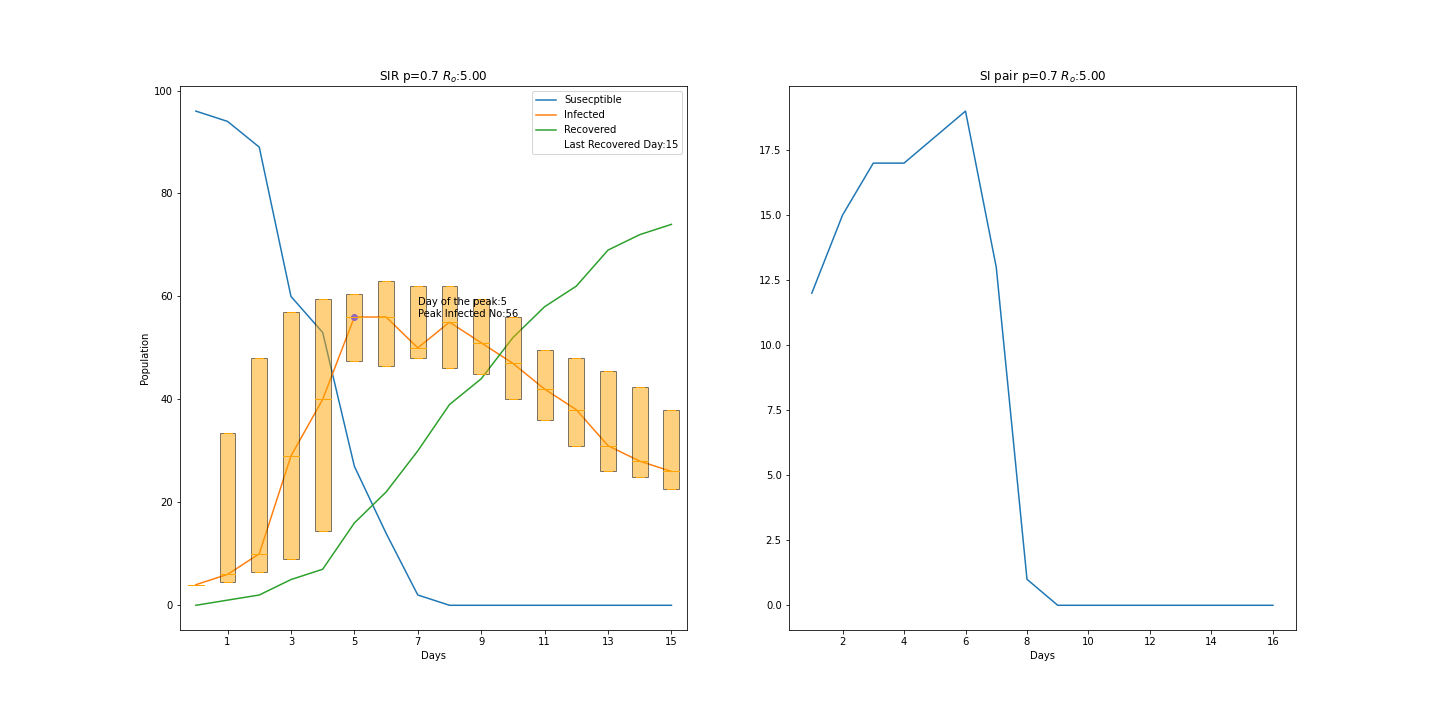 SIR p=0.7 Rₒ:5.00
100
80
60
40
20
0
Population
Susecptible
Infected
Recovered
Last Recovered Day:15
Day of the peak:5
Peak Infected No:56
1 3 5 7 9 11 13 15
Days
SI pair p=0.7 Rₒ:5.00
17.5
15.0
12.5
10.0
7.5
5.0
2.5
0.0
2 4 6 8 10 12 14 16
Days